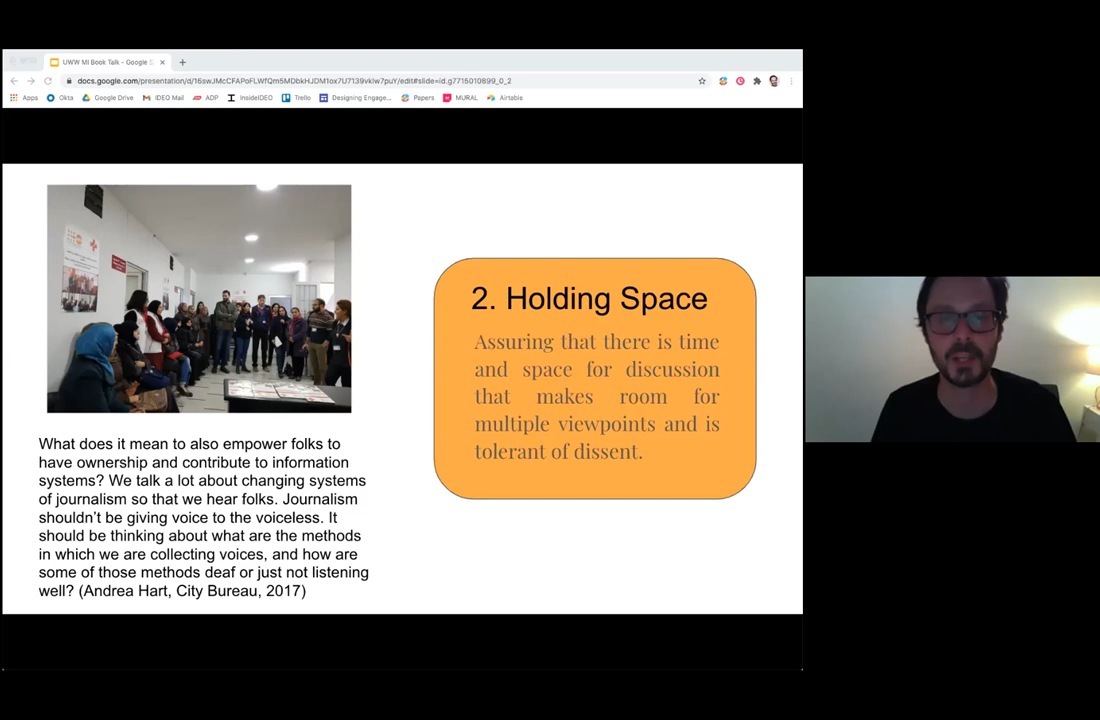 UWW MI Book Talk - Google S
docs.google.com/presentation/d/16swJMcCFAPoFLWfQm5MDbkHJDM1ox7U7139vkiw7puY/edit#slide=id.g7715010899_0_2
Apps Okta Google Drive IDEO Mail ADP InsideIDEO Trello Designing Engage... Papers MURAL Airtable
What does it mean to also empower folks to
have ownership and contribute to information
systems? We talk a lot about changing systems
of journalism so that we hear folks. Journalism
shouldn't be giving voice to the voiceless. It
should be thinking about what are the methods
in which we are collecting voices, and how are
some of those methods deaf or just not listening
well? (Andrea Hart, City Bureau, 2017)
2. Holding Space
Assuring that there is time
and space for discussion
that makes room for
multiple viewpoints and is
tolerant of dissent.